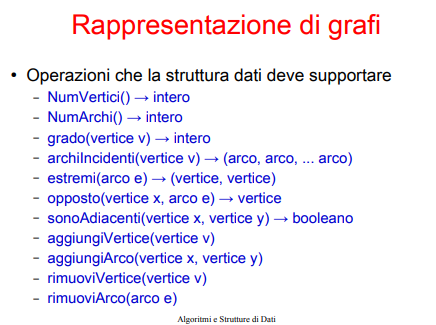 Rappresentazione di grafi
• Operazioni che la struttura dati deve supportare
– NumVertici() → intero
– NumArchi() → intero
– grado(vertice v) → intero
– archiIncidenti(vertice v) → (arco, arco, ... arco)
– estremi(arco e) → (vertice, vertice)
– opposto(vertice x, arco e) → vertice
– sonoAdiacenti(vertice x, vertice y) → booleano
– aggiungiVertice(vertice v)
– aggiungiArco(vertice x, vertice y)
– rimuoviVertice(vertice v)
– rimuoviArco(arco e)
Algoritmi e Strutture di Dati